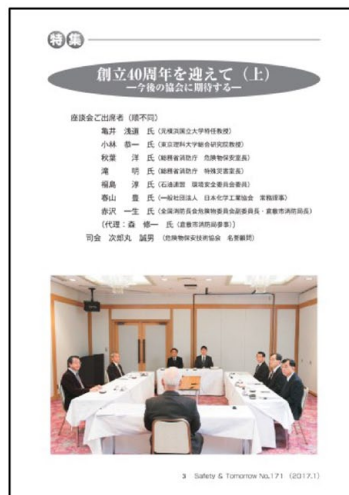 特集
創立40周年を迎えて（上）
―今後の協会に期待する―
座談会ご出席者（順不同）
亀井 浅道 氏（元横浜国立大学特任教授）
小林 恭一 氏（東京理科大学総合研究院教授）
秋葉 洋 氏（総務省消防庁 危険物保安室長）
滝 明 氏（総務省消防庁 特殊災害室長）
福島 淳 氏（石油連盟 環境安全委員会委員）
春山 豊 氏（一般社団法人 日本化学工業協会 常務理事）
赤沢 一生 氏（全国消防長会危険物委員会副委員長・倉敷市消防局長）
〔代理：森 修一 氏（倉敷市消防局参事）〕
司会 次郎丸 誠男 （危険物保安技術協会 名誉顧問）
3 Safety & Tomorrow No.171 (2017.1)